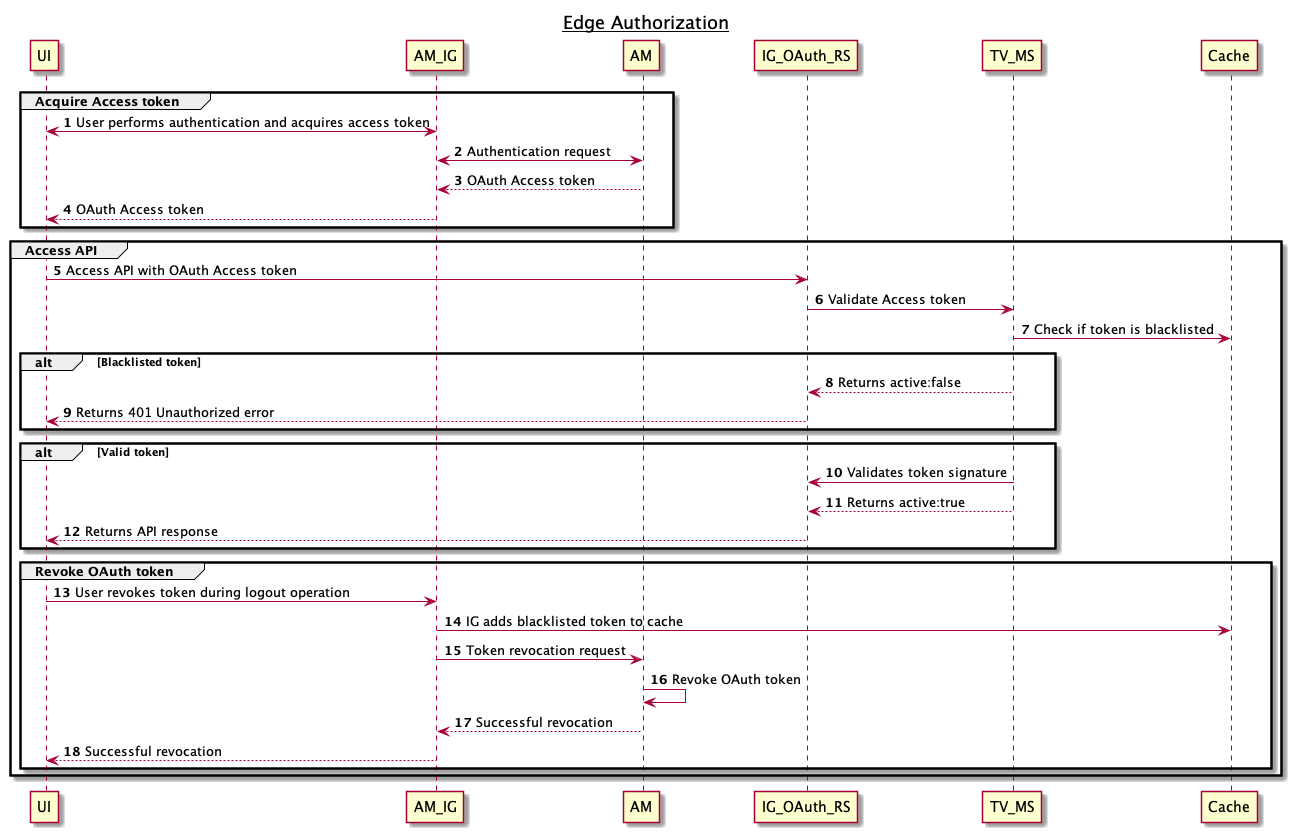 Edge Authorization
UI AM_IG AM IG_OAuth_RS TV_MS Cache
Acquire Access token
1 User performs authentication and acquires access token
2 Authentication request
3 OAuth Access token
4 OAuth Access token
Access API
5 Access API with OAuth Access token
6 Validate Access token
7 Check if token is blacklisted
alt [Blacklisted token]
8 Returns active:false
9 Returns 401 Unauthorized error
alt [Valid token]
10 Validates token signature
11 Returns active:true
12 Returns API response
Revoke OAuth token
13 User revokes token during logout operation
14 IG adds blacklisted token to cache
15 Token revocation request
16 Revoke OAuth token
17 Successful revocation
18 Successful revocation
UI AM_IG AM IG_OAuth_RS TV_MS Cache